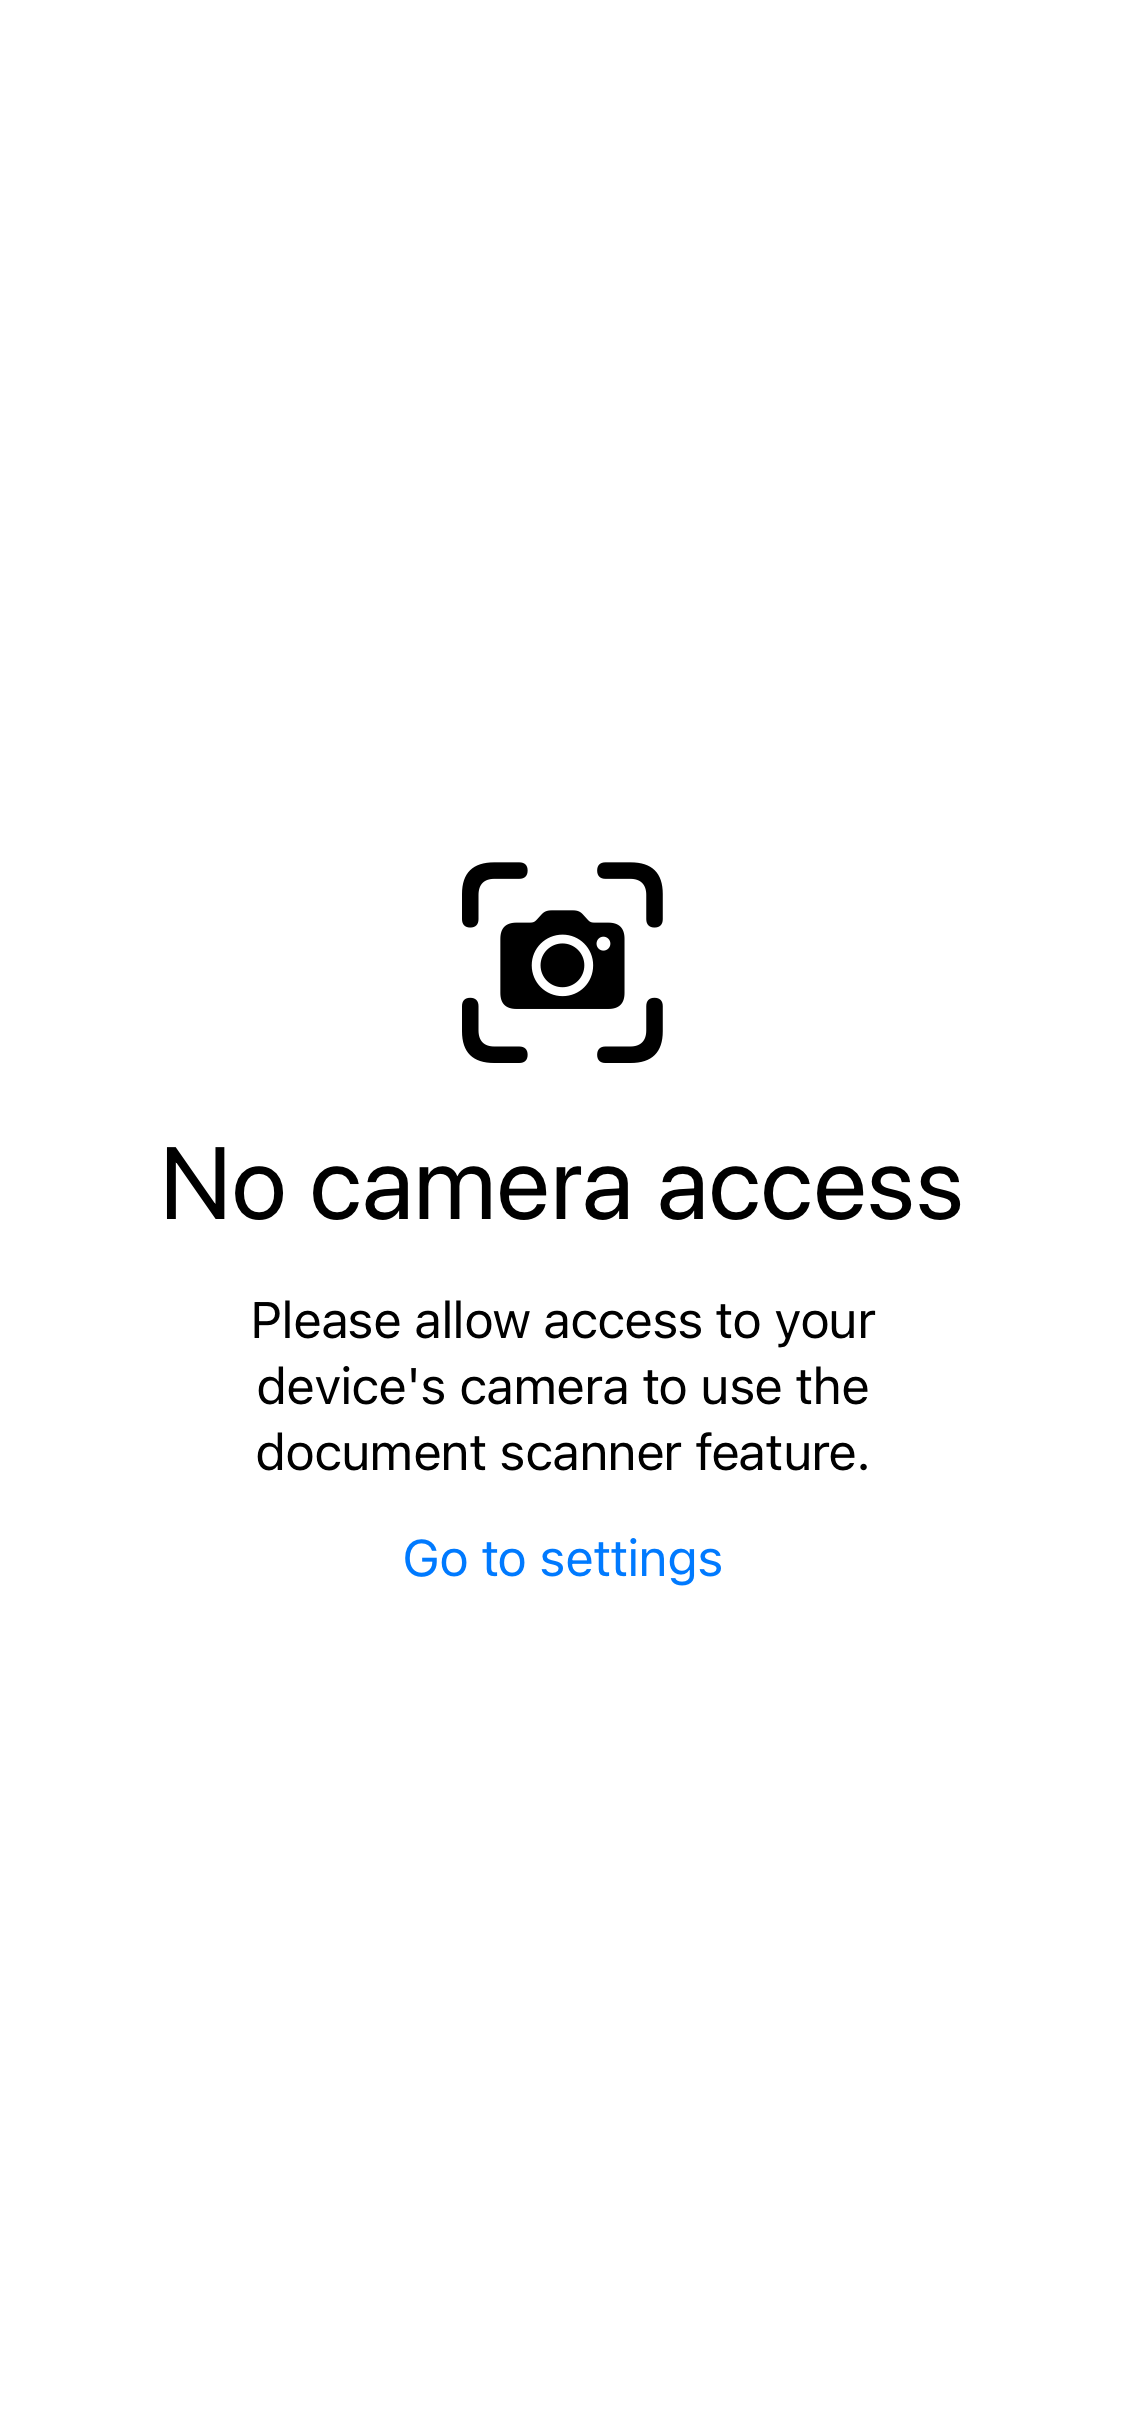 No camera access
Please allow access to your
device's camera to use the
document scanner feature.
Go to settings